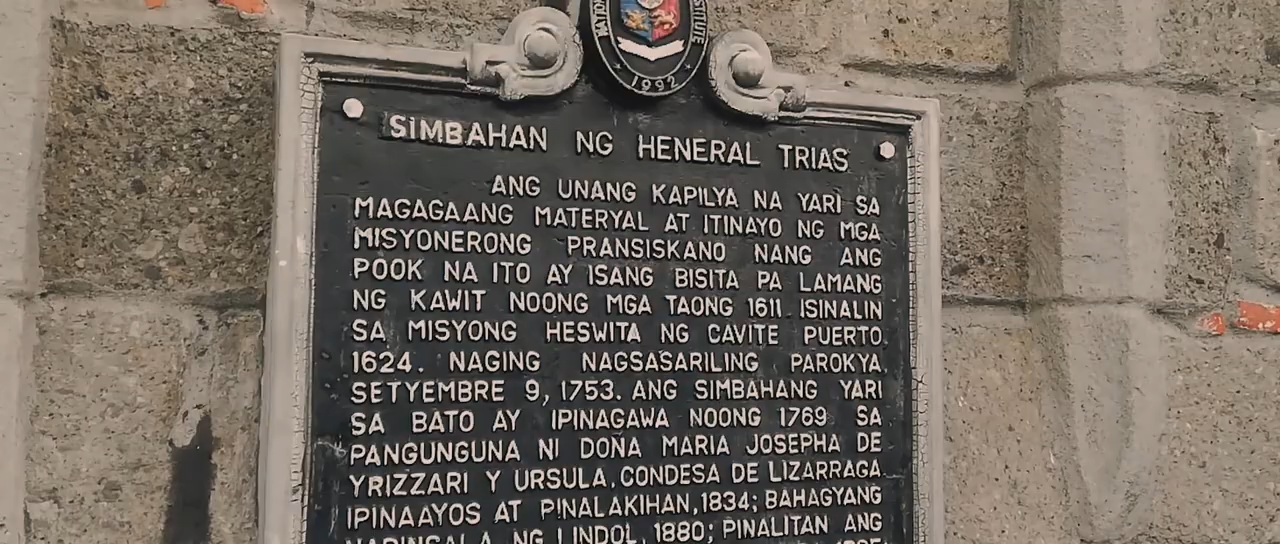 1992
SIMBAHAN NG HENERAL TRIAS
ANG UNANG KAPILYA NA YARI SA
MAGAGAANG MATERYAL AT ITINAYO NG MGA
MISYONERONG PRANSISKANO NANG ANG
POOK NA ITO AY ISANG BISITA PA LAMANG
NG KAWIT NOONG MGA TAONG 1611. ISINALIN
SA MISYONG HESWITA NG CAVITE PUERTO,
1624. NAGING NAGSASARILING PAROKYA,
SETYEMBRE 9, 1753. ANG SIMBAHANG YARI
SA BATO AY IPINAGAWA NOONG 1769 SA
PANGUNGUNA NI DOÑA MARIA JOSEPHA DE
YRIZZARI Y URSULA, CONDESA DE LIZARRAGA.
IPINAAYOS AT PINALAKIHAN, 1834; BAHAGYANG
NG LINDOL, 1880; PINALITAN ANG